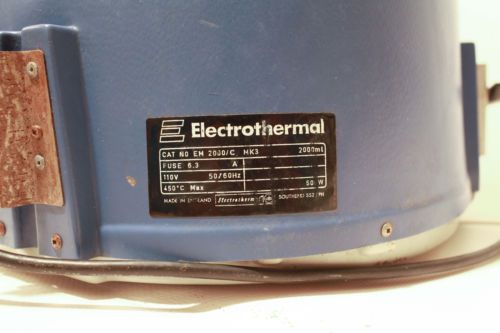 Electrothermal
CAT NO EM 2000/C MK3 2000ml
FUSE 6.3 A
110V 50/60Hz
450°C Max 50 W
MADE IN ENGLAND Electrothermal SOUTHEND SS2